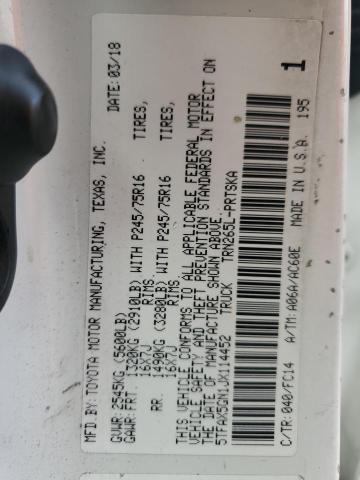 MFD BY: TOYOTA MOTOR MANUFACTURING, TEXAS, INC. DATE: 03/18
GVWR: 2545KG (5600LB)
GAWR: FRT. 1320KG (2910LB) WITH P245/75R16 TIRES,
16X7J RIMS.
RR. 1490KG (3280LB) WITH P245/75R16 TIRES,
16X7J RIMS.
THIS VEHICLE CONFORMS TO ALL APPLICABLE FEDERAL MOTOR
VEHICLE SAFETY AND THEFT PREVENTION STANDARDS IN EFFECT ON
THE DATE OF MANUFACTURE SHOWN ABOVE.
5TFAX5GN1JX114452 TRUCK TRN265L-PRTSKA
C/TR: 040/FC14 A/TM: A06A/AC60E MADE IN U.S.A. 195
1